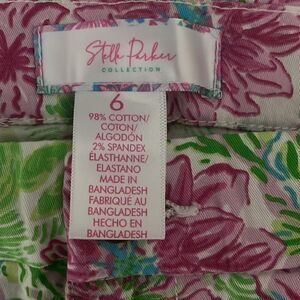 Stella Parker
COLLECTION
6
98% COTTON/
COTON/
ALGODÓN
2% SPANDEX
ÉLASTHANNE/
ELASTANO
MADE IN
BANGLADESH
FABRIQUÉ AU
BANGLADESH
HECHO EN
BANGLADESH